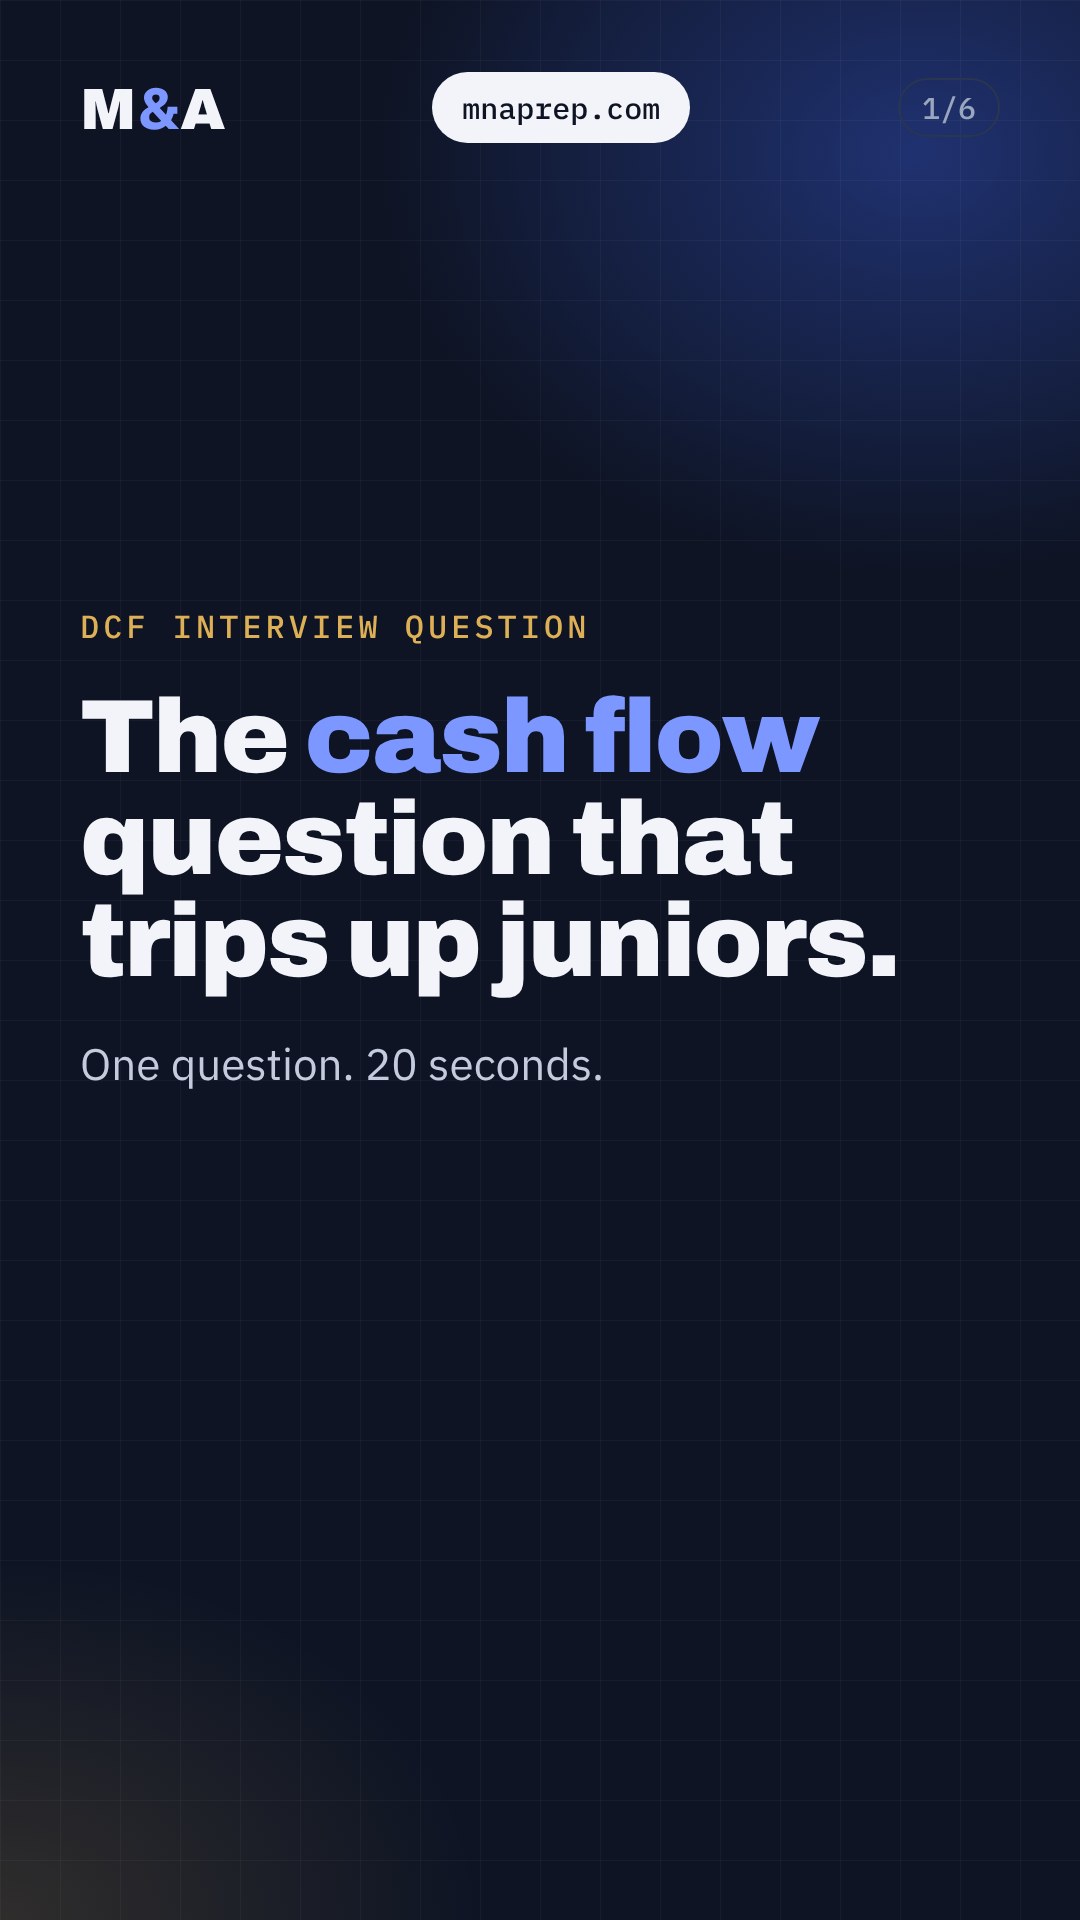 M&A
mnaprep.com
1/6
DCF INTERVIEW QUESTION
The cash flow
question that
trips up juniors.
One question. 20 seconds.